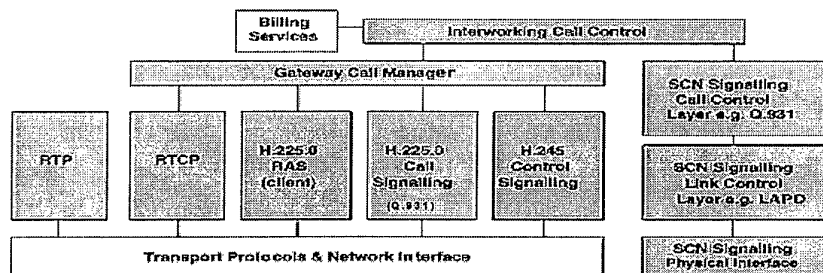 Billing
Services
Interworking Call Control
Gateway Call Manager
SCN Signalling
Call Control
Layer e.g. Q.931
RTP
RTCP
H.225.0
RAS
(client)
H.225.0
Call
Signalling
(Q.931)
H.245
Control
Signalling
SCN Signalling
Link Control
Layer e.g. LAPD
Transport Protocols & Network Interface
SCN Signalling
Physical Interface